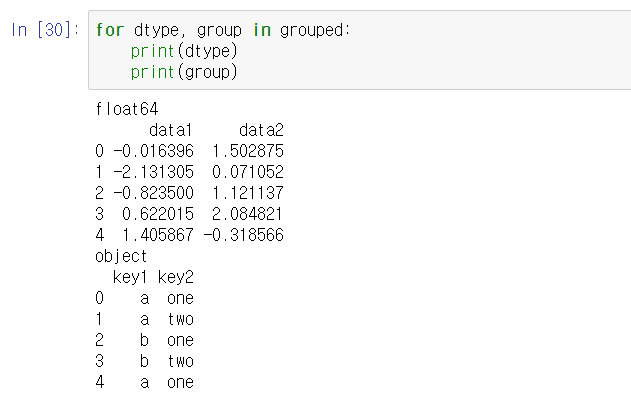 In [30]: for dtype, group in grouped:
    print(dtype)
    print(group)
float64
      data1     data2
0 -0.016396  1.502875
1 -2.131305  0.071052
2 -0.823500  1.121137
3  0.622015  2.084821
4  1.405867 -0.318566
object
  key1 key2
0    a  one
1    a  two
2    b  one
3    b  two
4    a  one